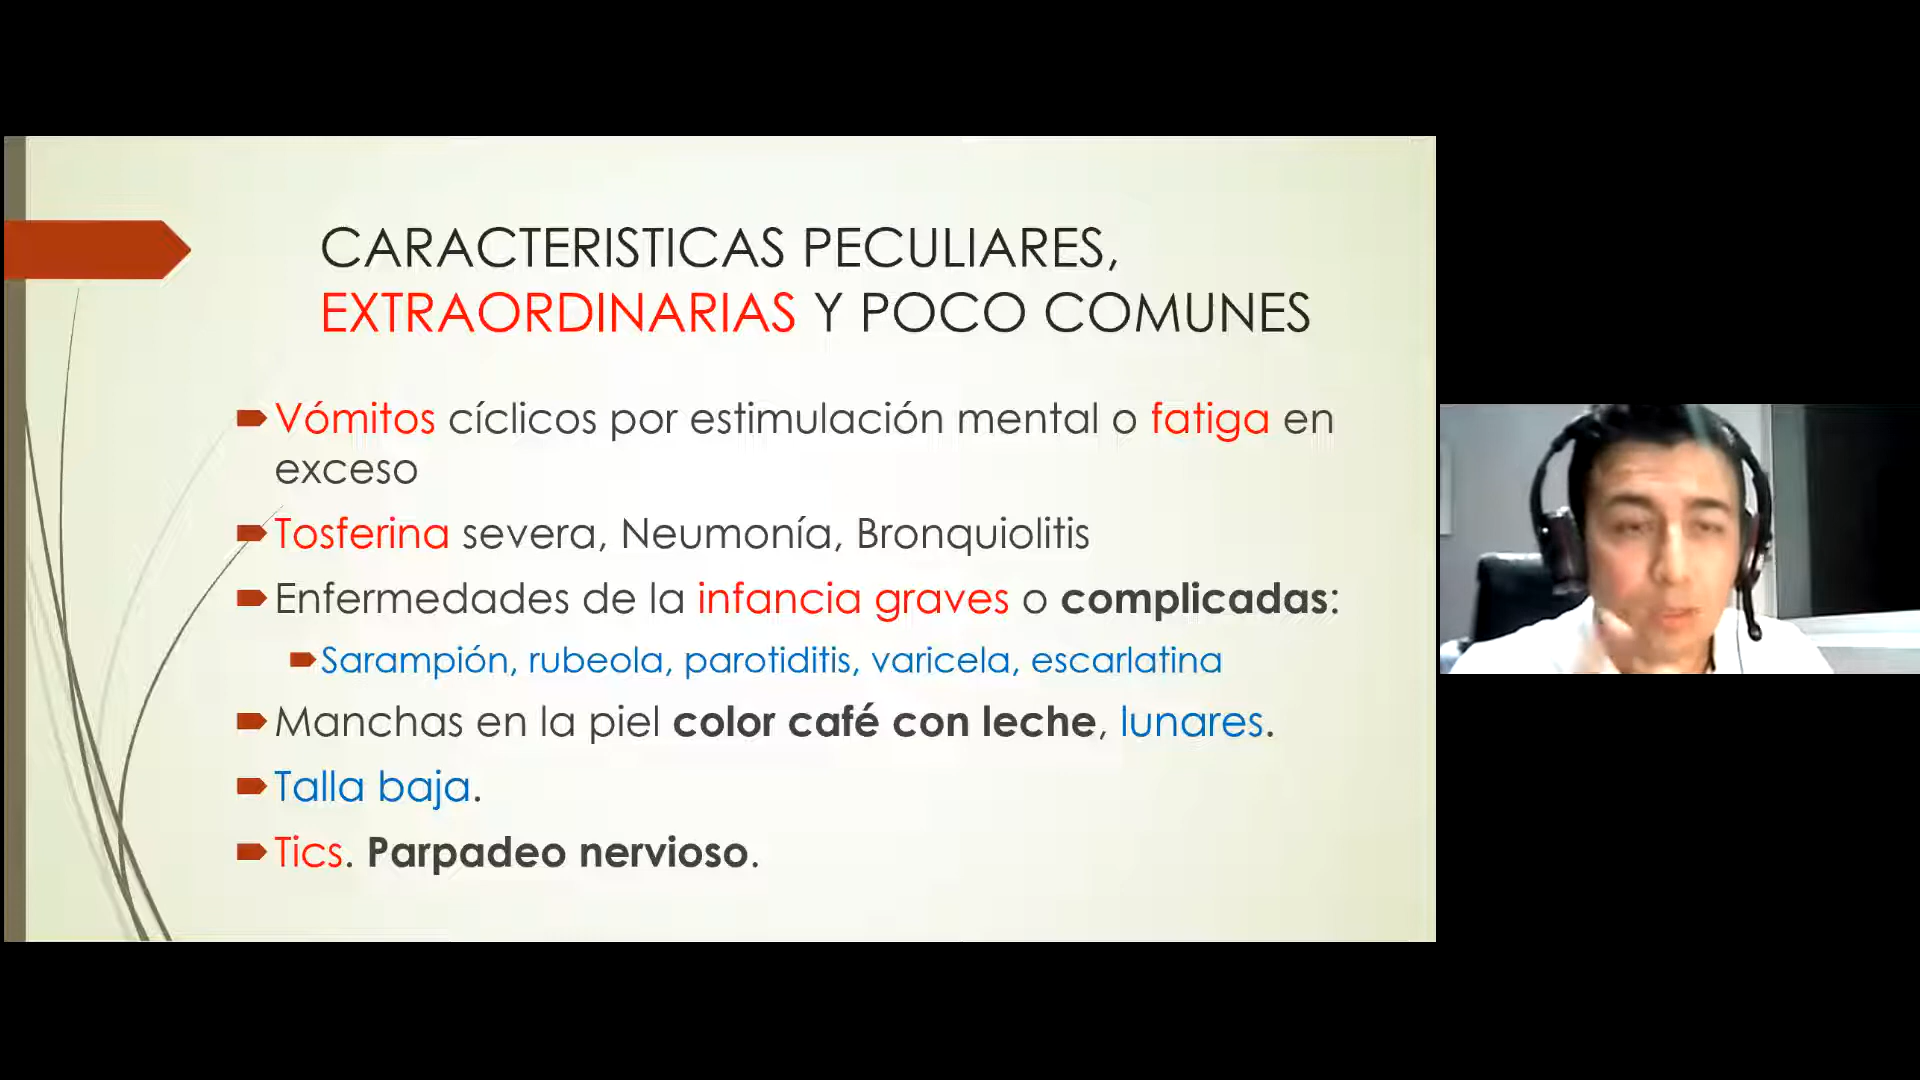 CARACTERISTICAS PECULIARES,
EXTRAORDINARIAS Y POCO COMUNES
Vómitos cíclicos por estimulación mental o fatiga en
exceso
Tosferina severa, Neumonía, Bronquiolitis
Enfermedades de la infancia graves o complicadas:
Sarampión, rubeola, parotiditis, varicela, escarlatina
Manchas en la piel color café con leche, lunares.
Talla baja.
Tics. Parpadeo nervioso.